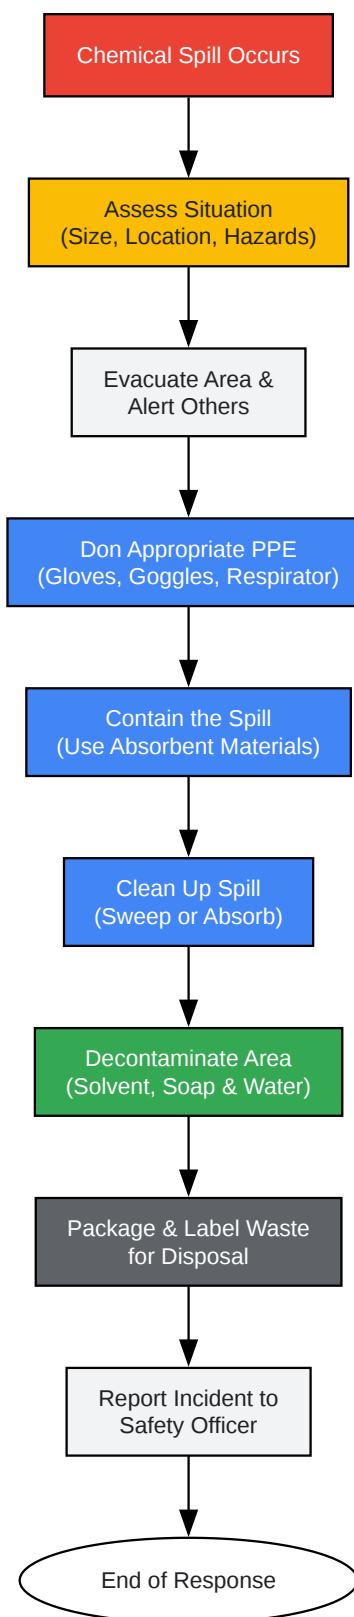 Chemical Spill Occurs
Assess Situation
(Size, Location, Hazards)
Evacuate Area &
Alert Others
Don Appropriate PPE
(Gloves, Goggles, Respirator)
Contain the Spill
(Use Absorbent Materials)
Clean Up Spill
(Sweep or Absorb)
Decontaminate Area
(Solvent, Soap & Water)
Package & Label Waste
for Disposal
Report Incident to
Safety Officer
End of Response